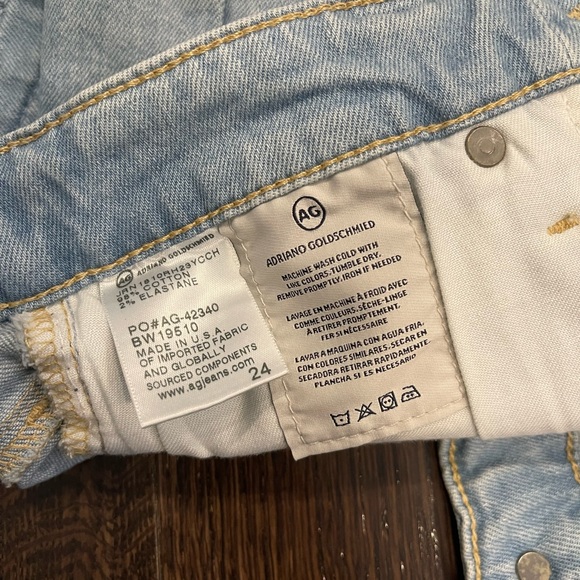 AG ADRIANO GOLDSCHMIED
98% COTTON
2% ELASTANE
PO#AG-42340
BW19510
MADE IN U.S.A
OF IMPORTED FABRIC
AND GLOBALLY
SOURCED COMPONENTS
www.agjeans.com
24
AG
ADRIANO GOLDSCHMIED
MACHINE WASH COLD WITH
LIKE COLORS. TUMBLE DRY.
REMOVE PROMPTLY, IRON IF NEEDED
LAVAGE EN MACHINE À FROID AVEC
COMME COULEURS. SÈCHE-LINGE
À RETIRER PROMPTEMENT.
FER SI NÉCESSAIRE
LAVAR A MAQUINA CON AGUA FRIA.
CON COLORES SIMILARES. SECAR EN
SECADORA RETIRAR RAPIDAMENTE.
PLANCHA SI ES NECESARIO